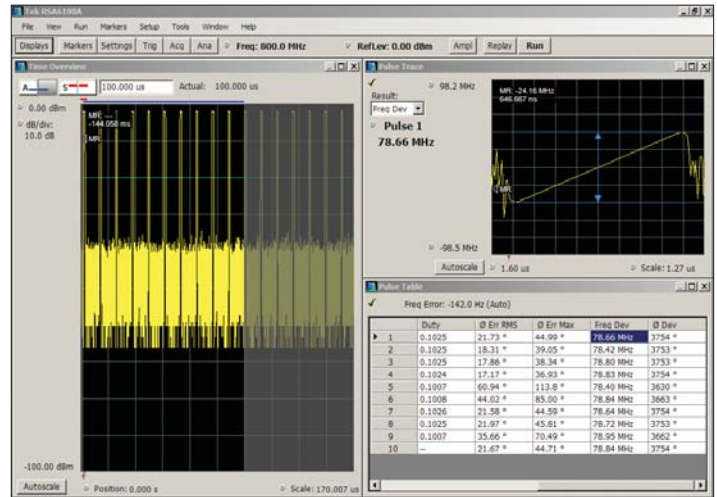 Tek RSA6100A
File View Run Markers Setup Tools Window Help
Displays Markers Settings Trig Acq Ana Freq: 800.0 MHz RefLev: 0.00 dBm Ampl Replay Run
Time Overview
A S 100.000 us Actual: 100.000 us
0.00 dBm
dB/div:
10.0 dB
-144.058 ms
MR
-100.00 dBm
Autoscale Position: 0.000 s Scale: 170.007 us
Pulse Trace
Result:
Freq Dev
Pulse 1
78.66 MHz
98.2 MHz
MR: -24.16 MHz
646.667 ns
MR
-98.5 MHz
Autoscale 1.60 us Scale: 1.27 us
Pulse Table
Freq Error: -142.0 Hz (Auto)
Duty Ø Err RMS Ø Err Max Freq Dev Ø Dev
1 0.1025 21.73 ° 44.99 ° 78.66 MHz 3754 °
2 0.1025 18.31 ° 39.05 ° 78.42 MHz 3753 °
3 0.1025 17.86 ° 38.34 ° 78.80 MHz 3753 °
4 0.1024 17.17 ° 36.93 ° 78.83 MHz 3754 °
5 0.1007 60.94 ° 113.8 ° 78.40 MHz 3630 °
6 0.1008 44.02 ° 85.00 ° 78.84 MHz 3663 °
7 0.1026 21.58 ° 44.59 ° 78.64 MHz 3754 °
8 0.1025 21.97 ° 45.81 ° 78.72 MHz 3753 °
9 0.1007 35.66 ° 70.49 ° 78.95 MHz 3662 °
10 -- 21.67 ° 44.71 ° 78.84 MHz 3754 °